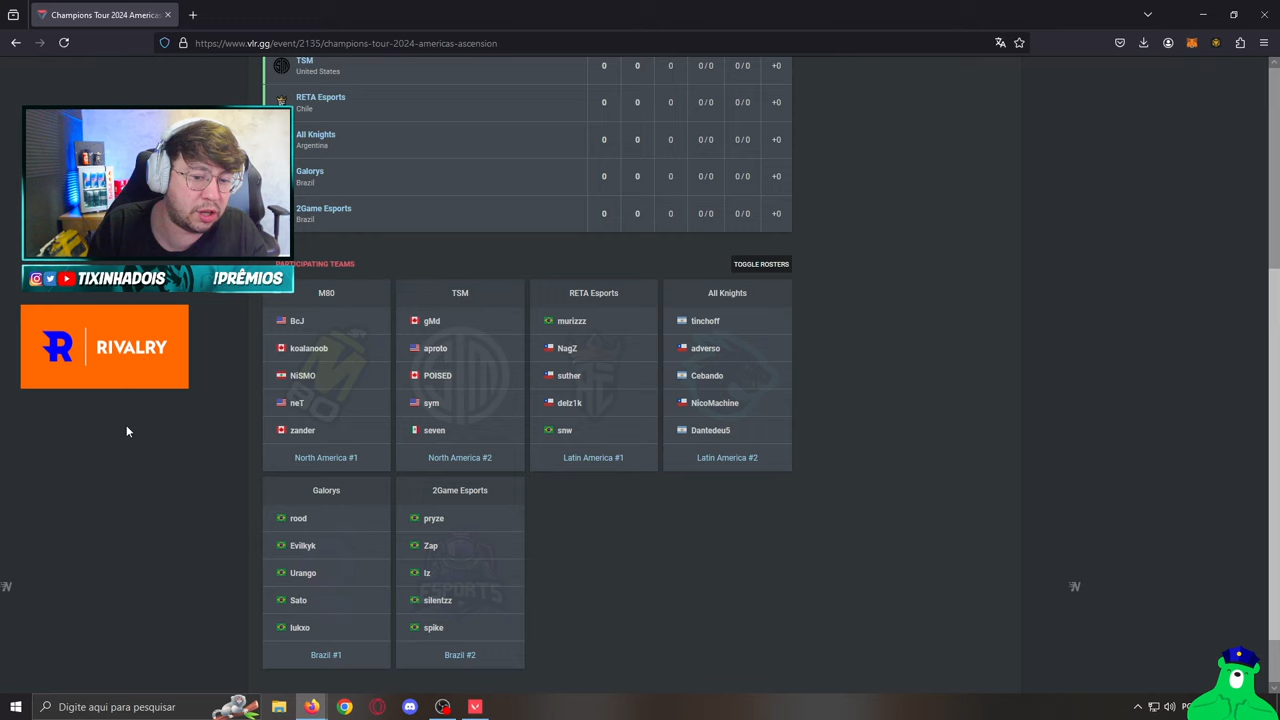 Champions Tour 2024 Americas
https://www.vlr.gg/event/2135/champions-tour-2024-americas-ascension
TSM
United States
0 0 0 0/0 0/0 +0
RETA Esports
Chile
0 0 0 0/0 0/0 +0
All Knights
Argentina
0 0 0 0/0 0/0 +0
Galorys
Brazil
0 0 0 0/0 0/0 +0
2Game Esports
Brazil
0 0 0 0/0 0/0 +0
TIXINHADOIS !PRÊMIOS
R RIVALRY
PARTICIPATING TEAMS
TOGGLE ROSTERS
M80 TSM RETA Esports All Knights
BcJ gMd murizzz tinchoff
koalanoob aproto NagZ adverso
NiSMO POISED suther Cebando
neT sym delz1k NicoMachine
zander seven snw Dantedeu5
North America #1 North America #2 Latin America #1 Latin America #2
Galorys 2Game Esports
rood pryze
Evilkyk Zap
Urango lz
Sato silentzz
lukxo spike
Brazil #1 Brazil #2
Digite aqui para pesquisar